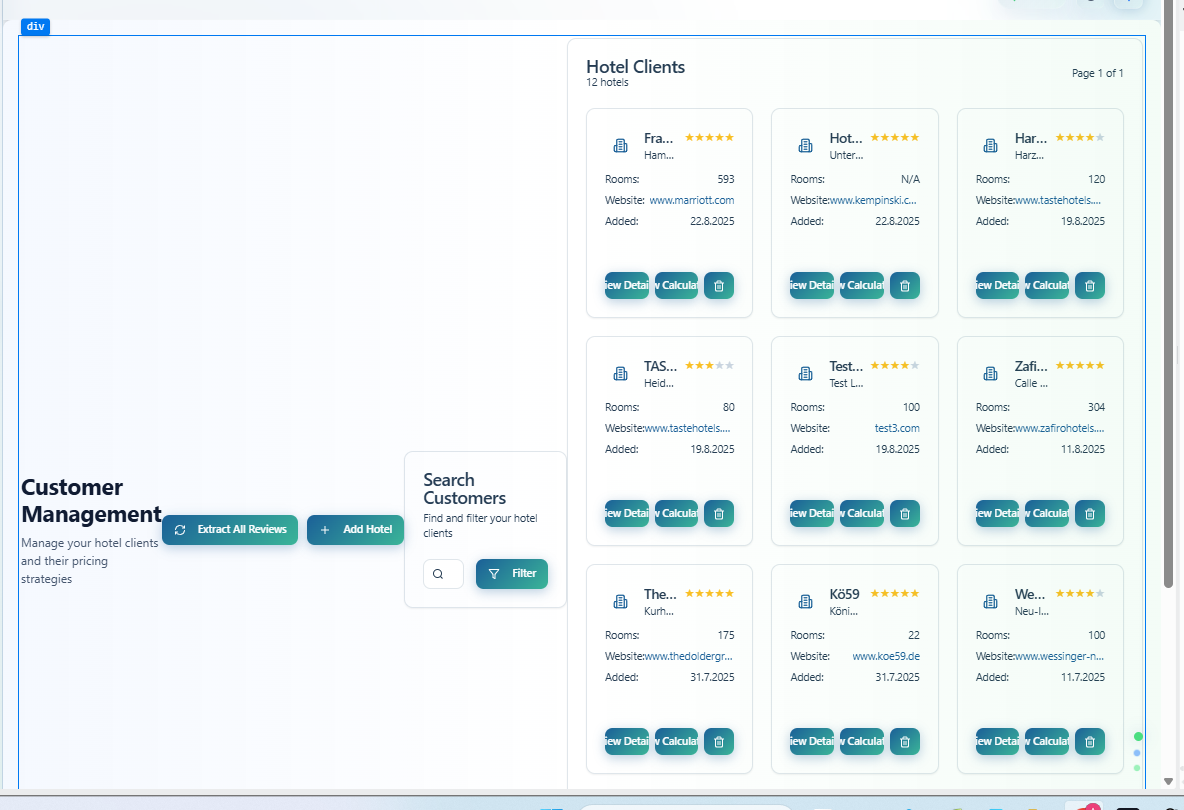 div
Hotel Clients
12 hotels
Page 1 of 1
Fra... ★★★★★
Ham...
Rooms: 593
Website: www.marriott.com
Added: 22.8.2025
iew Detai w Calculat
Hot... ★★★★★
Unter...
Rooms: N/A
Website:www.kempinski.c...
Added: 22.8.2025
iew Detai w Calculat
Har... ★★★★★
Harz...
Rooms: 120
Website:www.tastehotels....
Added: 19.8.2025
iew Detai w Calculat
TAS... ★★★★★
Heid...
Rooms: 80
Website:www.tastehotels....
Added: 19.8.2025
iew Detai w Calculat
Test... ★★★★★
Test L...
Rooms: 100
Website: test3.com
Added: 19.8.2025
iew Detai w Calculat
Zafi... ★★★★★
Calle ...
Rooms: 304
Website:www.zafirohotels....
Added: 11.8.2025
iew Detai w Calculat
Customer
Management
Manage your hotel clients
and their pricing
strategies
Extract All Reviews
+ Add Hotel
Search
Customers
Find and filter your hotel
clients
Filter
The... ★★★★★
Kurh...
Rooms: 175
Website:www.thedoldergr...
Added: 31.7.2025
iew Detai w Calculat
Kö59 ★★★★★
Köni...
Rooms: 22
Website: www.koe59.de
Added: 31.7.2025
iew Detai w Calculat
We... ★★★★★
Neu-I...
Rooms: 100
Website:www.wessinger-n...
Added: 11.7.2025
iew Detai w Calculat